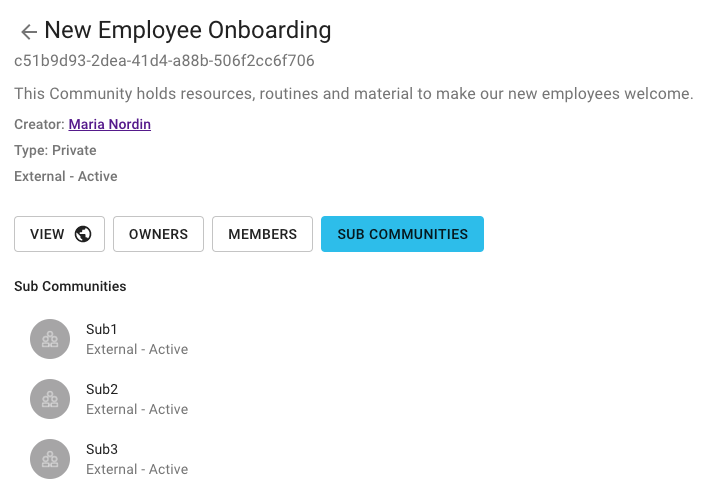 New Employee Onboarding
c51b9d93-2dea-41d4-a88b-506f2cc6f706
This Community holds resources, routines and material to make our new employees welcome.
Creator: Maria Nordin
Type: Private
External - Active
VIEW OWNERS MEMBERS SUB COMMUNITIES
Sub Communities
Sub1
External - Active
Sub2
External - Active
Sub3
External - Active